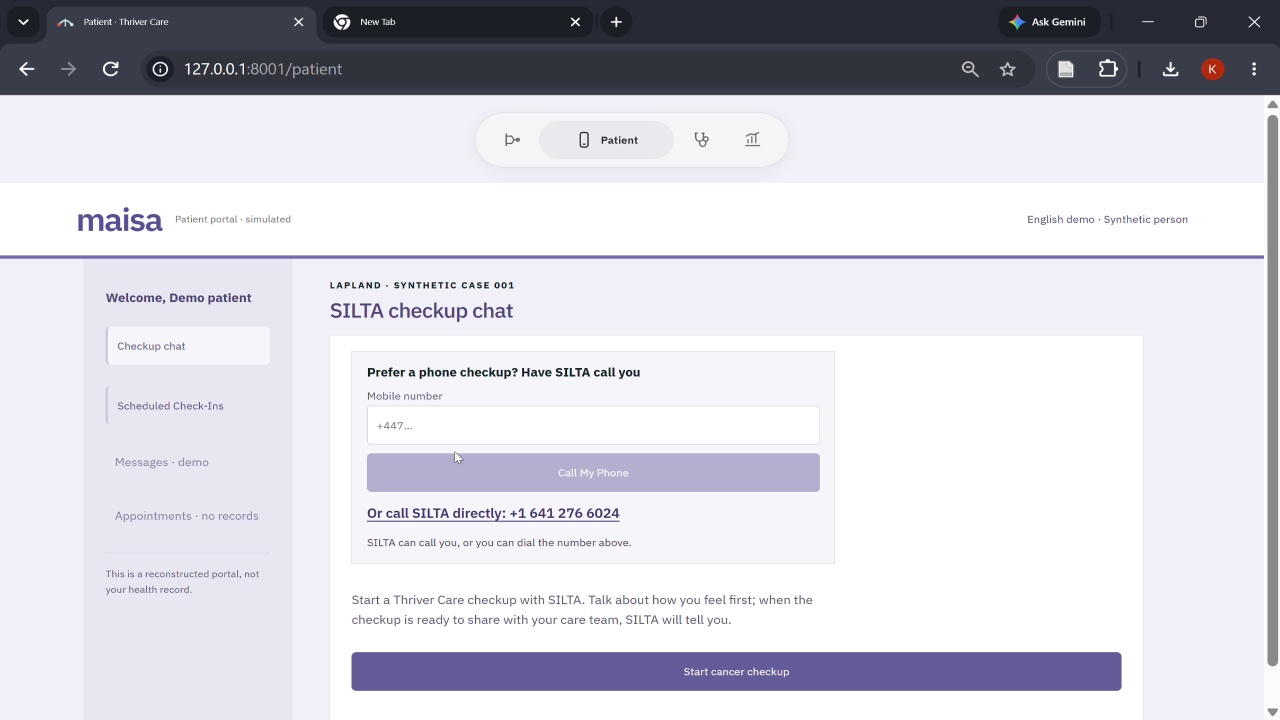 Patient · Thriver Care
New Tab
Ask Gemini
127.0.0.1:8001/patient
K
Patient
maisa
Patient portal · simulated
English demo · Synthetic person
Welcome, Demo patient
Checkup chat
Scheduled Check-Ins
Messages · demo
Appointments · no records
This is a reconstructed portal, not
your health record.
LAPLAND · SYNTHETIC CASE 001
SILTA checkup chat
Prefer a phone checkup? Have SILTA call you
Mobile number
+447...
Call My Phone
Or call SILTA directly: +1 641 276 6024
SILTA can call you, or you can dial the number above.
Start a Thriver Care checkup with SILTA. Talk about how you feel first; when the
checkup is ready to share with your care team, SILTA will tell you.
Start cancer checkup